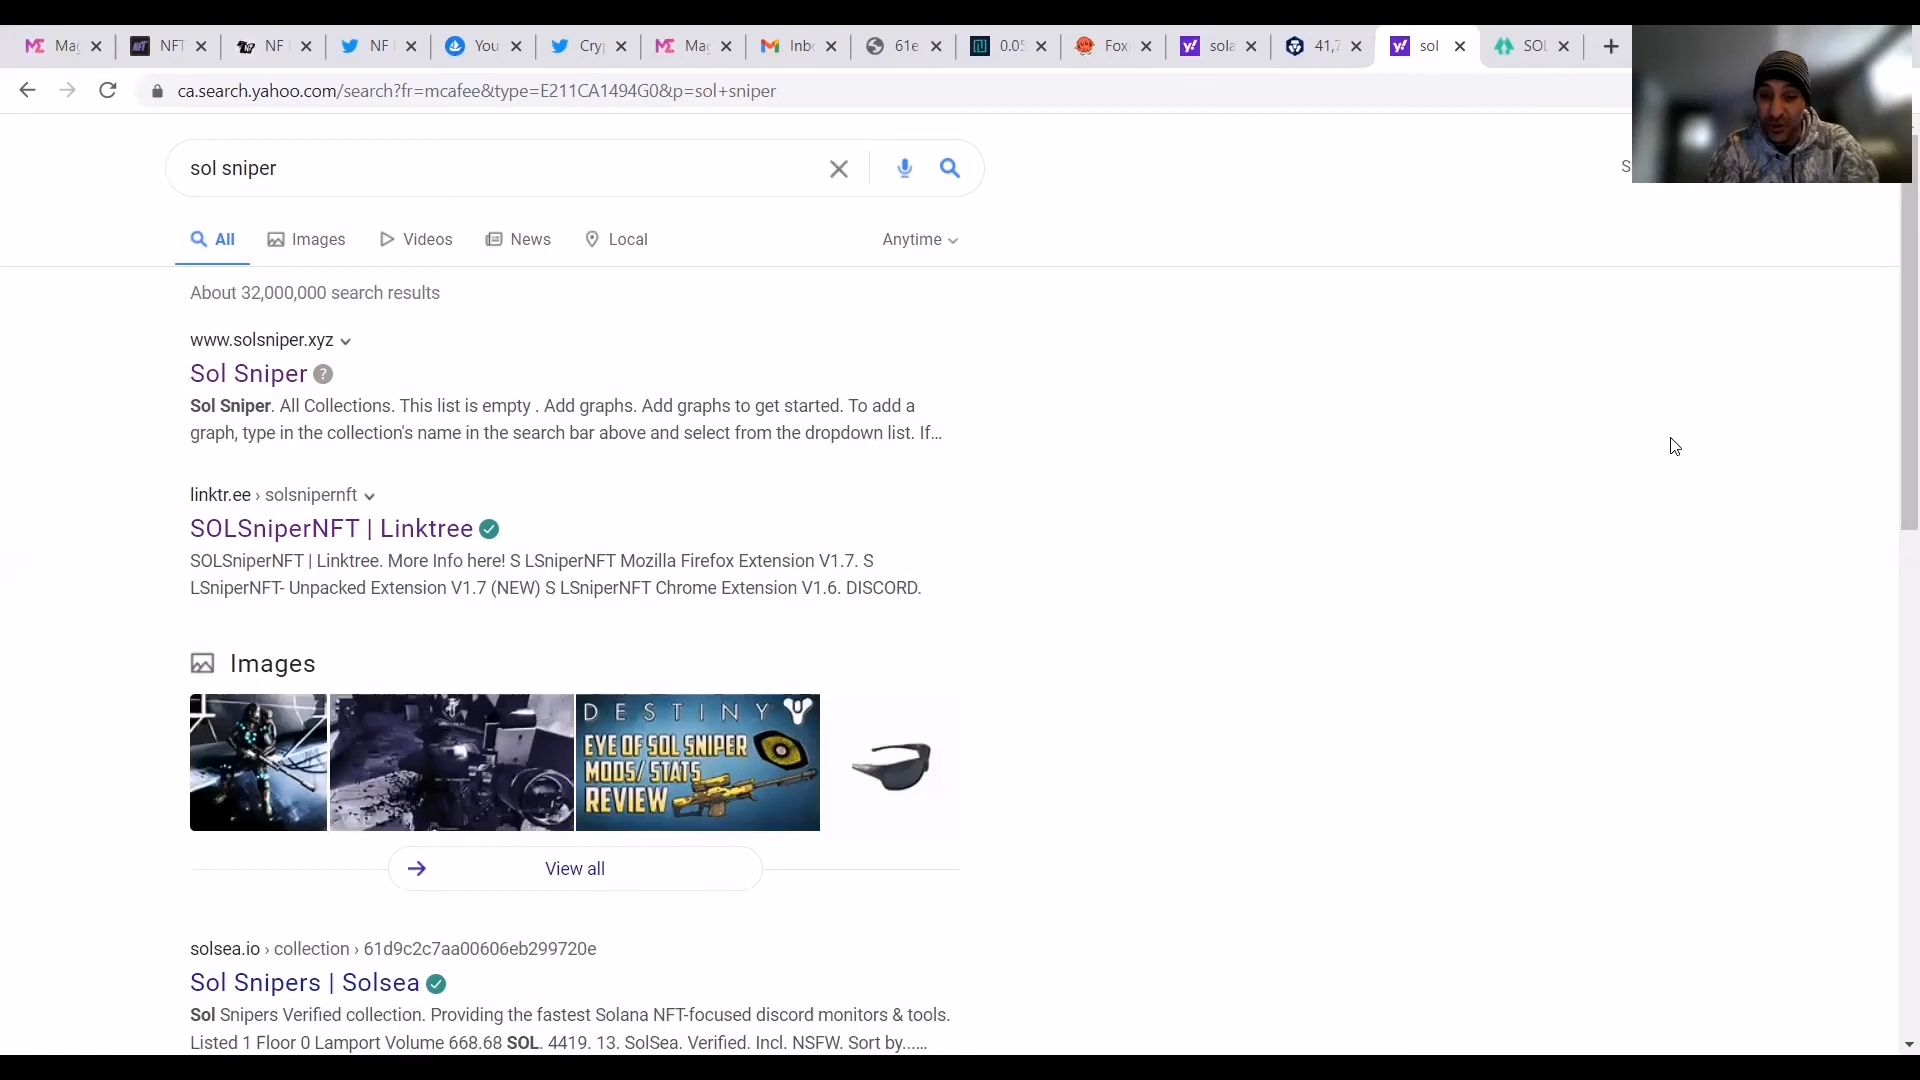 Mag
NFT
NF
NF
You
Cry
Mag
Inbo
61e
0.05
Fox
sola
41,7
sol
SOL
ca.search.yahoo.com/search?fr=mcafee&type=E211CA1494G0&p=sol+sniper
sol sniper
S
All
Images
Videos
News
Local
Anytime
About 32,000,000 search results
www.solsniper.xyz
Sol Sniper ?
Sol Sniper. All Collections. This list is empty . Add graphs. Add graphs to get started. To add a
graph, type in the collection's name in the search bar above and select from the dropdown list. If...
linktr.ee › solsnipernft
SOLSniperNFT | Linktree
SOLSniperNFT | Linktree. More Info here! S LSniperNFT Mozilla Firefox Extension V1.7. S
LSniperNFT- Unpacked Extension V1.7 (NEW) S LSniperNFT Chrome Extension V1.6. DISCORD.
Images
DESTINY
EYE OF SOL SNIPER
MODS/ STATS
REVIEW
View all
solsea.io › collection › 61d9c2c7aa00606eb299720e
Sol Snipers | Solsea
Sol Snipers Verified collection. Providing the fastest Solana NFT-focused discord monitors & tools.
Listed 1 Floor 0 Lamport Volume 668.68 SOL. 4419. 13. SolSea. Verified. Incl. NSFW. Sort by......